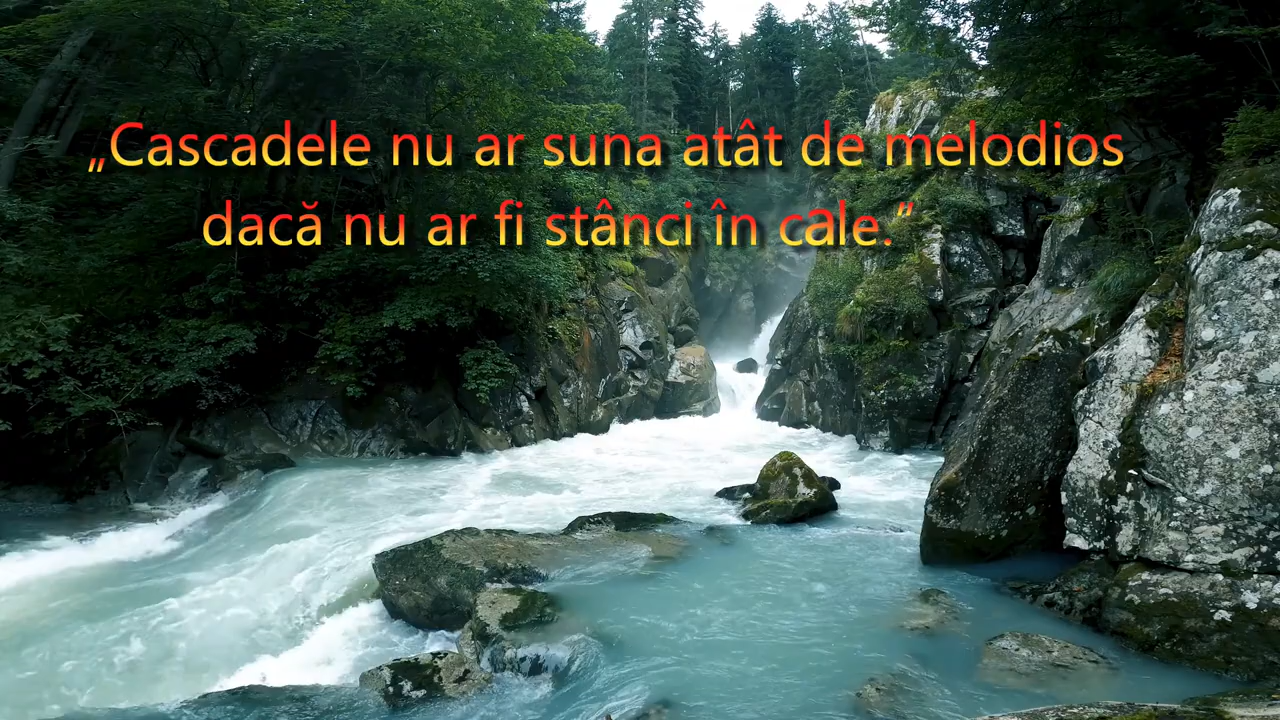 „Cascadele nu ar suna atât de melodios
dacă nu ar fi stânci în cale.”